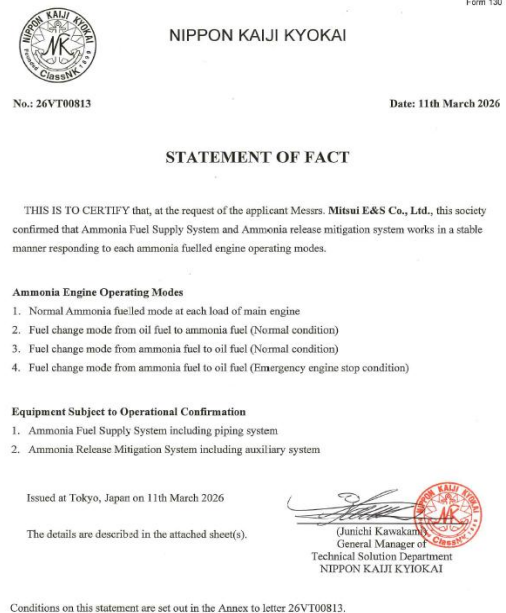 Form 130
NIPPON KAIJI KYOKAI
NIPPON KAIJI KYOKAI
NK
Founded 1899
ClassNK
No.: 26VT00813
Date: 11th March 2026
STATEMENT OF FACT
THIS IS TO CERTIFY that, at the request of the applicant Messrs. Mitsui E&S Co., Ltd., this society
confirmed that Ammonia Fuel Supply System and Ammonia release mitigation system works in a stable
manner responding to each ammonia fuelled engine operating modes.
Ammonia Engine Operating Modes
1. Normal Ammonia fuelled mode at each load of main engine
2. Fuel change mode from oil fuel to ammonia fuel (Normal condition)
3. Fuel change mode from ammonia fuel to oil fuel (Normal condition)
4. Fuel change mode from ammonia fuel to oil fuel (Emergency engine stop condition)
Equipment Subject to Operational Confirmation
1. Ammonia Fuel Supply System including piping system
2. Ammonia Release Mitigation System including auxiliary system
Issued at Tokyo, Japan on 11th March 2026
The details are described in the attached sheet(s).
(Junichi Kawakami)
General Manager of
Technical Solution Department
NIPPON KAIJI KYIOKAI
NIPPON KAIJI KYOKAI
NK
ClassNK
Conditions on this statement are set out in the Annex to letter 26VT00813.